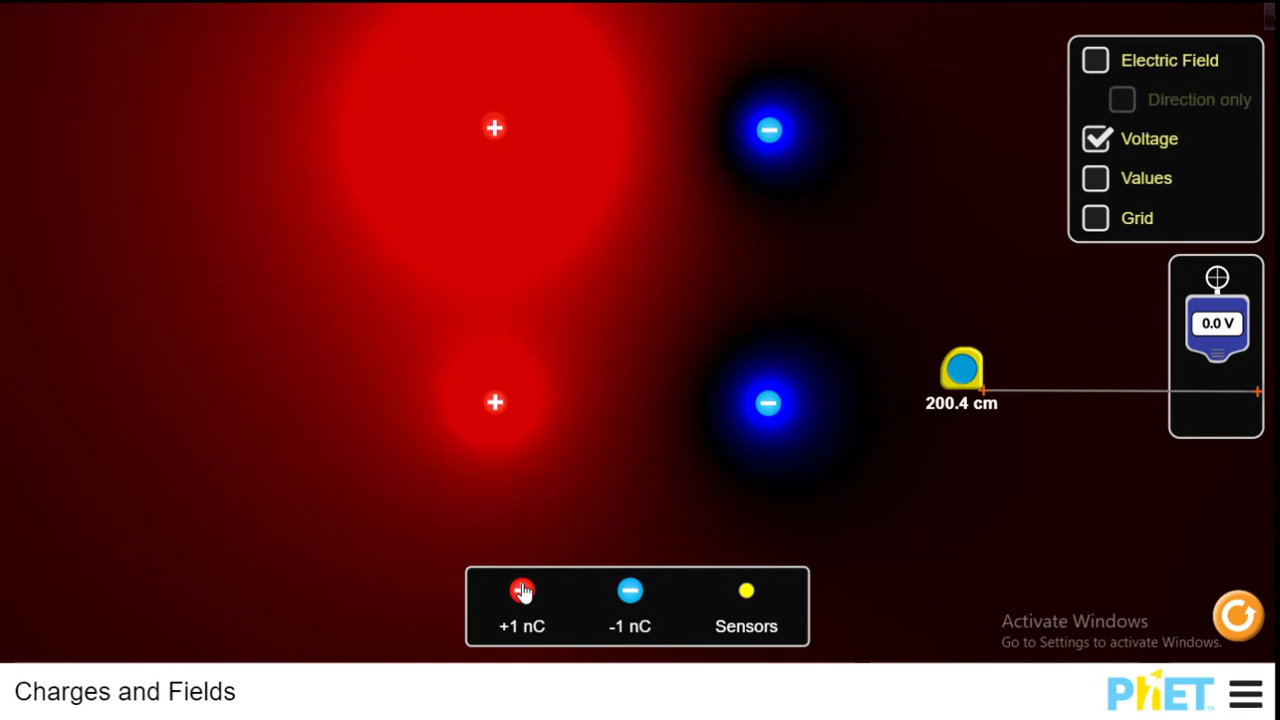 Electric Field
Direction only
Voltage
Values
Grid
0.0 V
200.4 cm
+1 nC
-1 nC
Sensors
Activate Windows
Go to Settings to activate Windows.
Charges and Fields
PhET